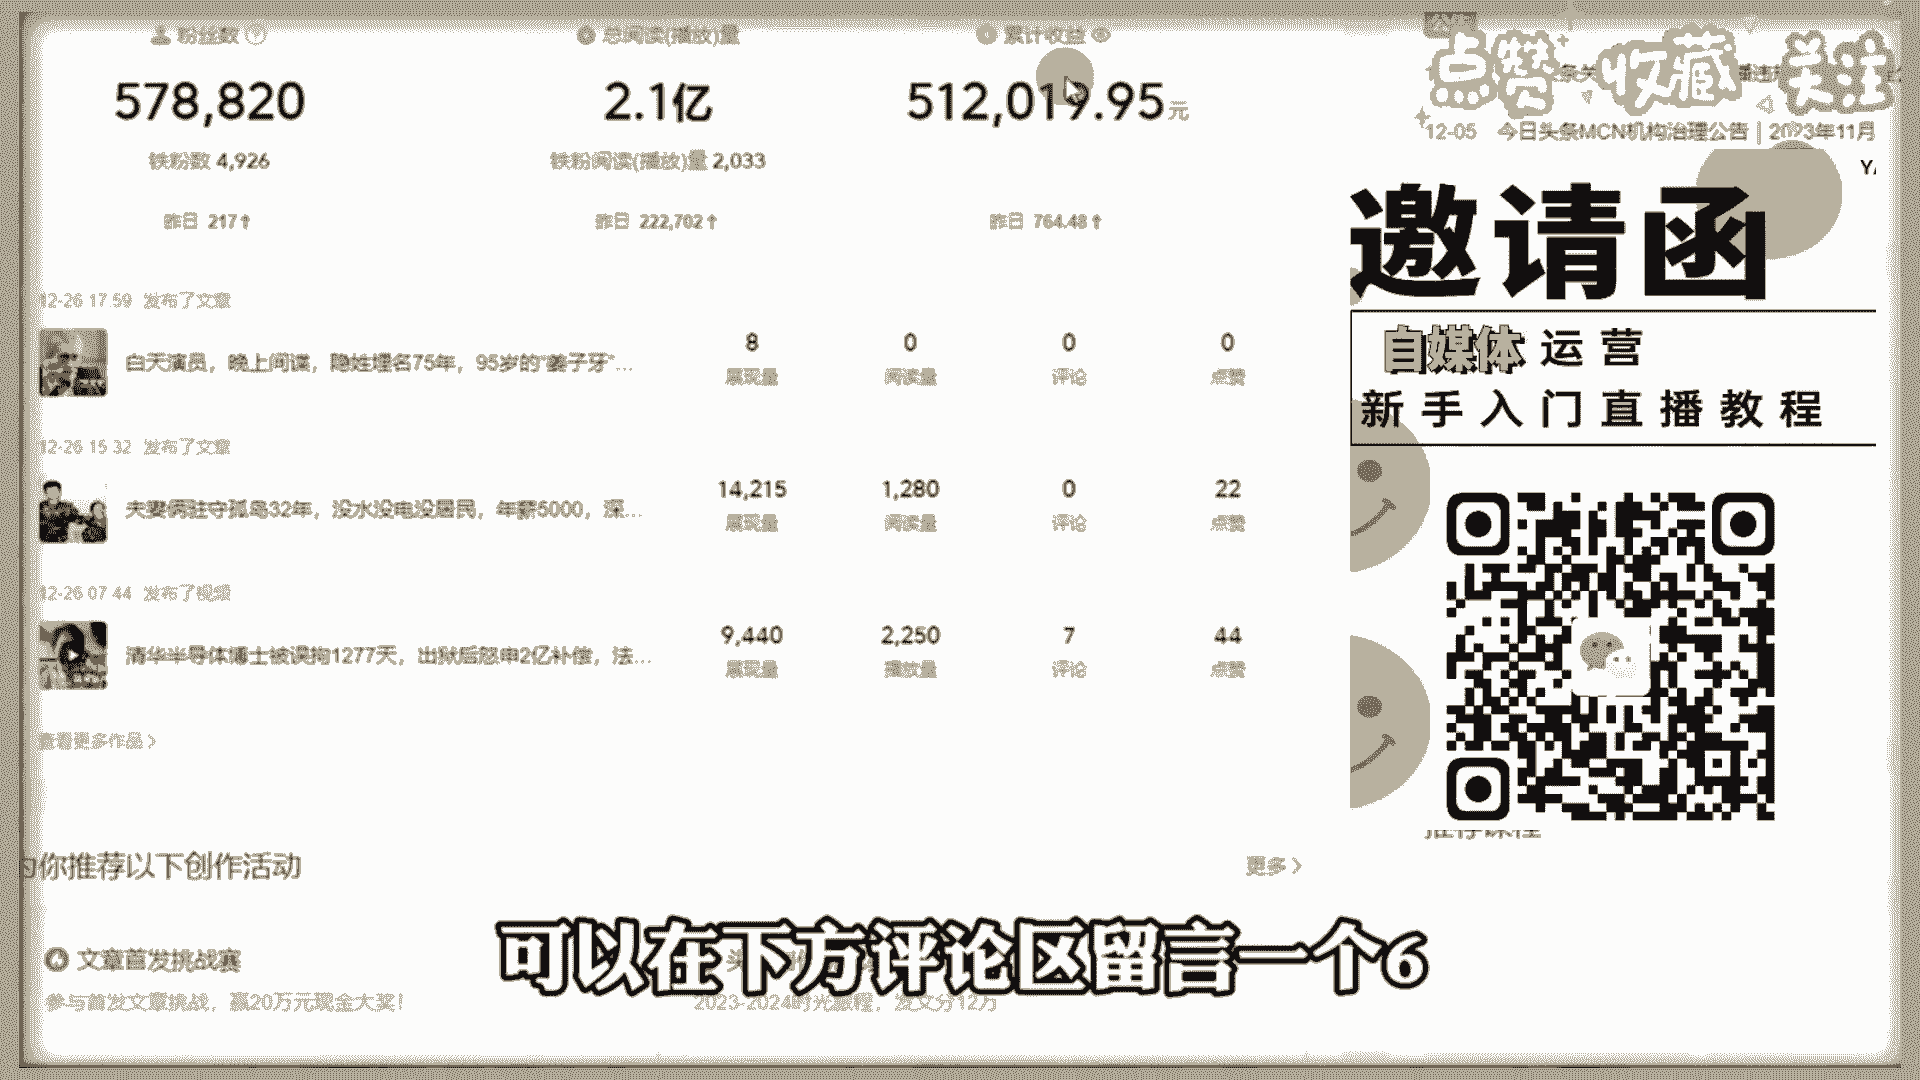 粉丝数
总阅读(播放)量
累计收益
公告
点赞 收藏 关注
578,820
2.1亿
512,019.95元
12-05 今日头条MCN机构治理公告 | 2023年11月
铁粉数 4,926
铁粉阅读(播放)量 2,033
昨日 217↑
昨日 222,702↑
昨日 764.48↑
邀请函
自媒体 运营
新手入门直播教程
12-26 17:59 发布了文章
白天演员，晚上间谍，隐姓埋名75年，95岁的“姜子牙”...
8 0 0 0
展现量 阅读量 评论 点赞
12-26 15:32 发布了文章
夫妻俩驻守孤岛32年，没水没电没居民，年薪5000，深...
14,215 1,280 0 22
展现量 阅读量 评论 点赞
12-26 07:44 发布了视频
清华半导体博士被误拘1277天，出狱后怒申2亿补偿，法...
9,440 2,250 7 44
展现量 播放量 评论 点赞
查看更多作品 >
推荐课程
为你推荐以下创作活动
更多 >
文章首发挑战赛
参与首发文章挑战，赢20万元现金大奖！
2023-2024时光旅程，发文分12万
可以在下方评论区留言一个6